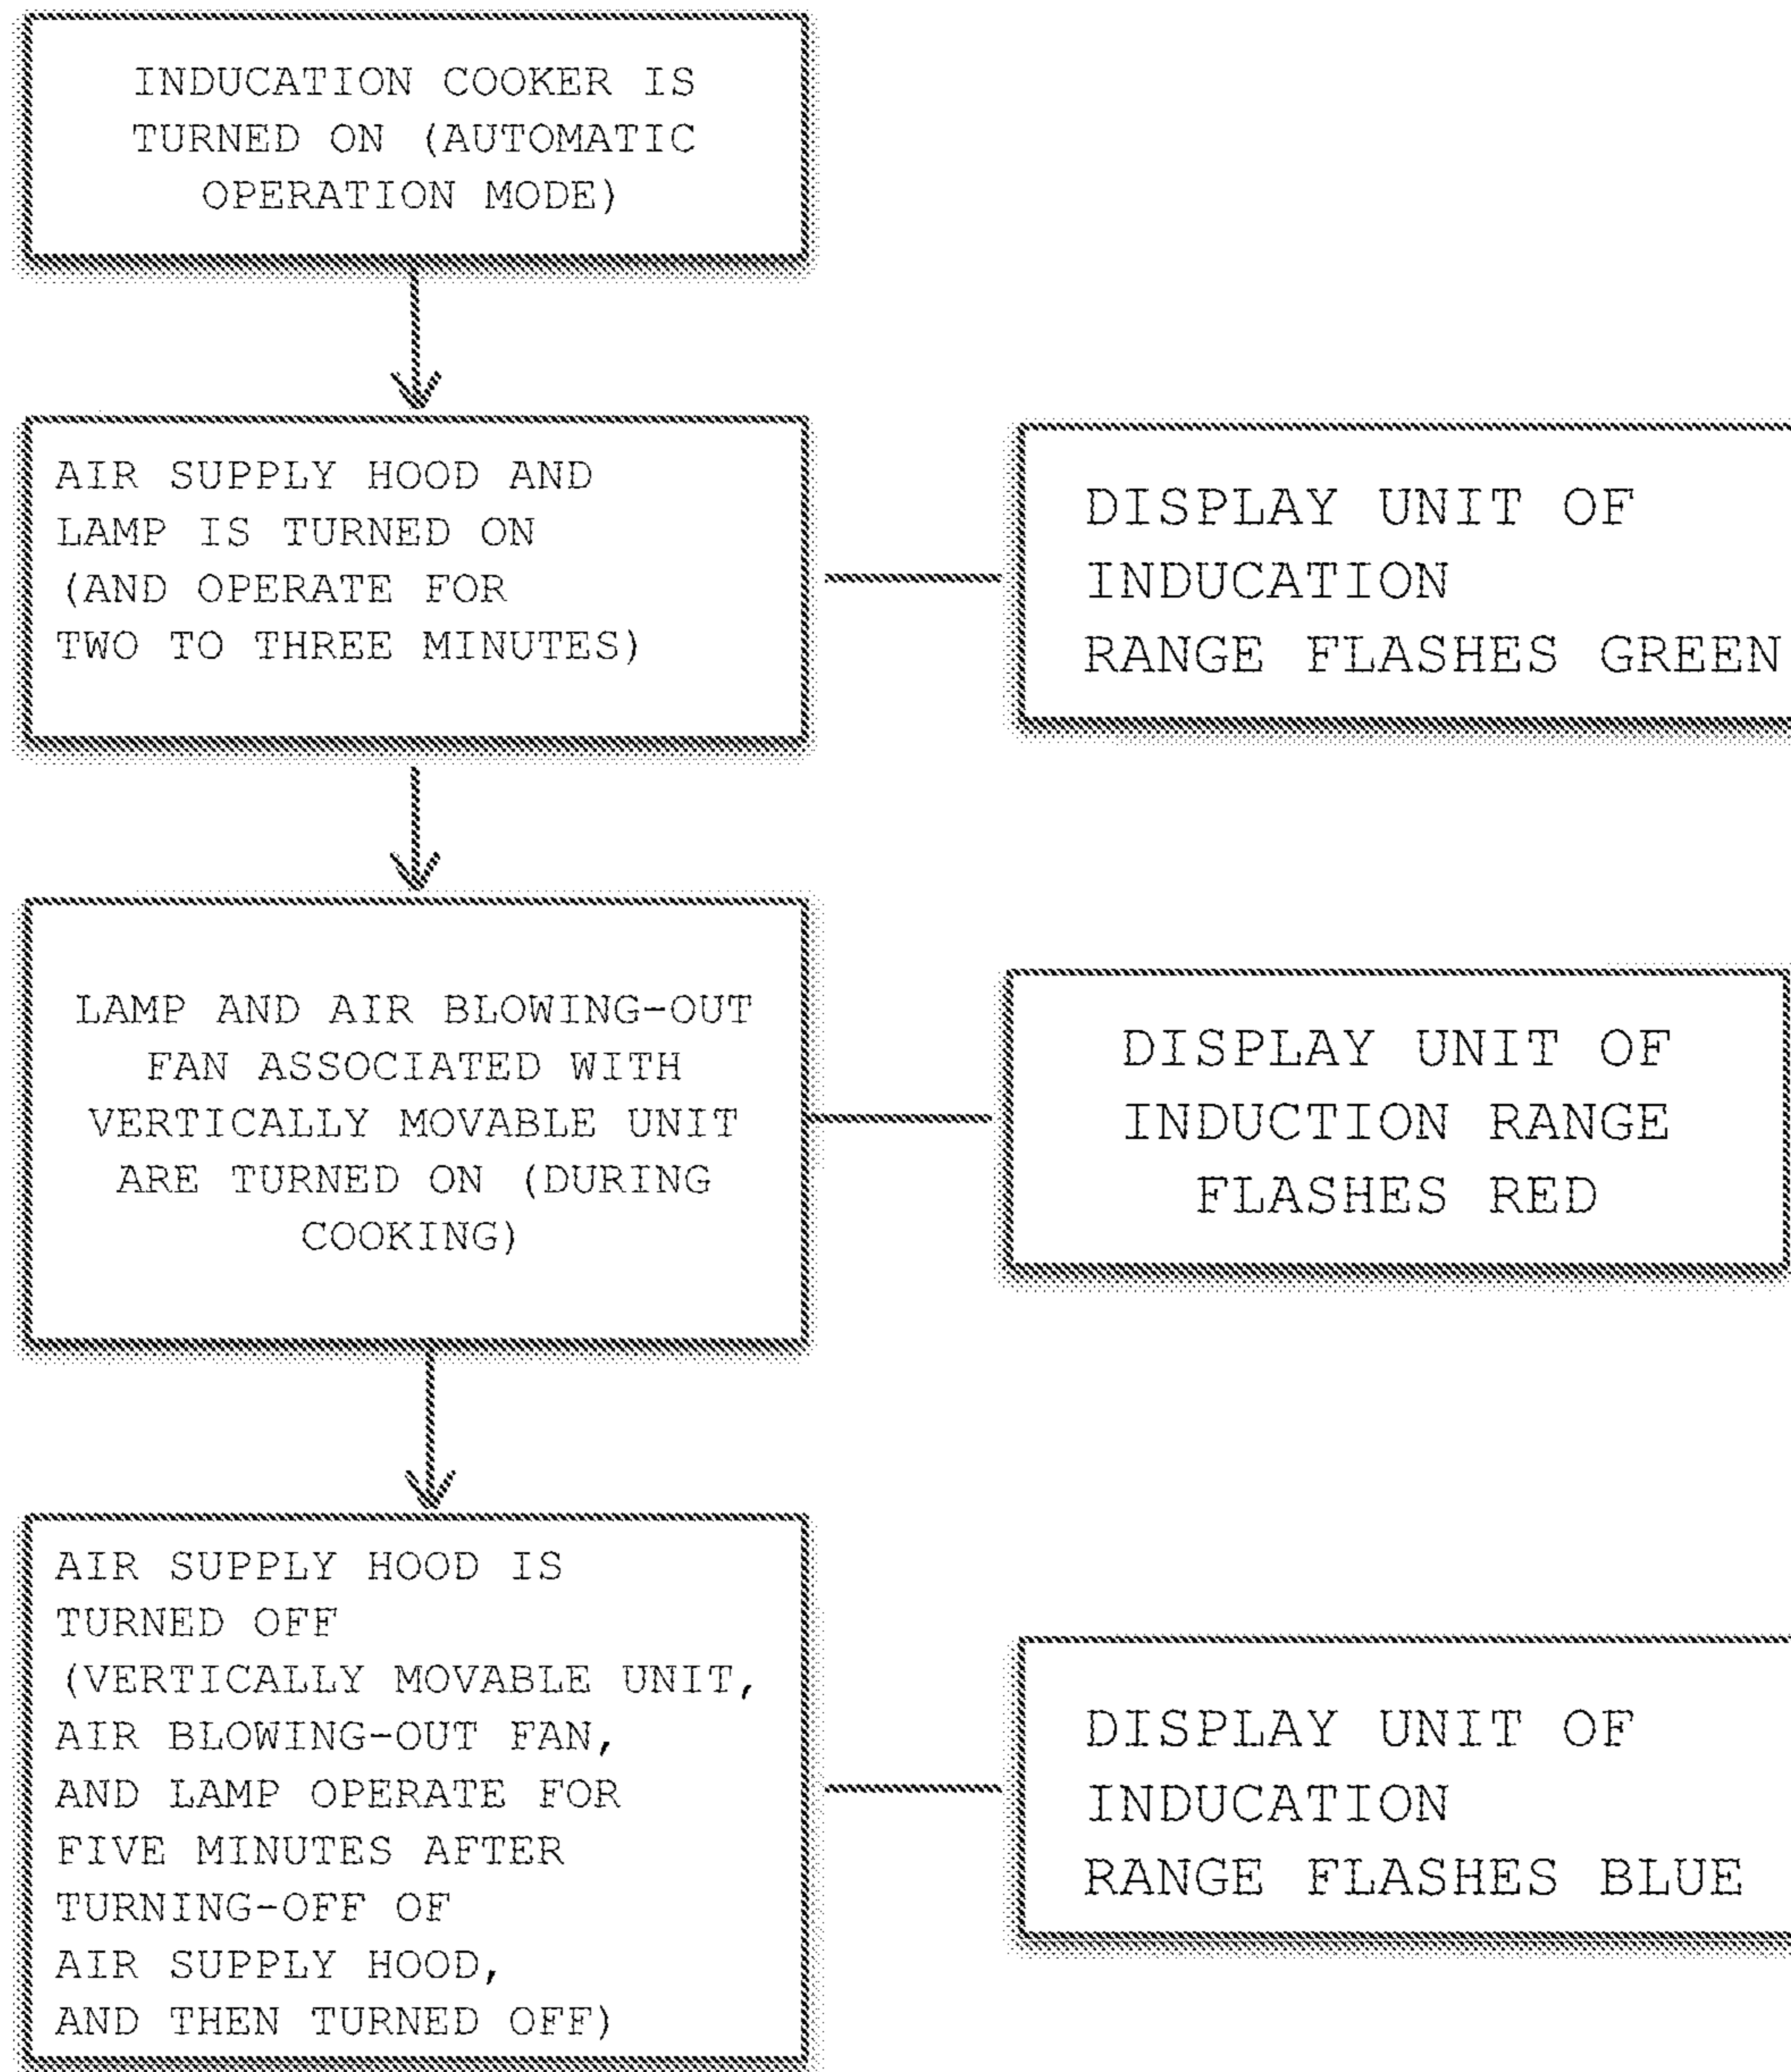 INDUCATION COOKER IS
TURNED ON (AUTOMATIC
OPERATION MODE)
AIR SUPPLY HOOD AND
LAMP IS TURNED ON
(AND OPERATE FOR
TWO TO THREE MINUTES)
DISPLAY UNIT OF
INDUCATION
RANGE FLASHES GREEN
LAMP AND AIR BLOWING-OUT
FAN ASSOCIATED WITH
VERTICALLY MOVABLE UNIT
ARE TURNED ON (DURING
COOKING)
DISPLAY UNIT OF
INDUCTION RANGE
FLASHES RED
AIR SUPPLY HOOD IS
TURNED OFF
(VERTICALLY MOVABLE UNIT,
AIR BLOWING-OUT FAN,
AND LAMP OPERATE FOR
FIVE MINUTES AFTER
TURNING-OFF OF
AIR SUPPLY HOOD,
AND THEN TURNED OFF)
DISPLAY UNIT OF
INDUCATION
RANGE FLASHES BLUE